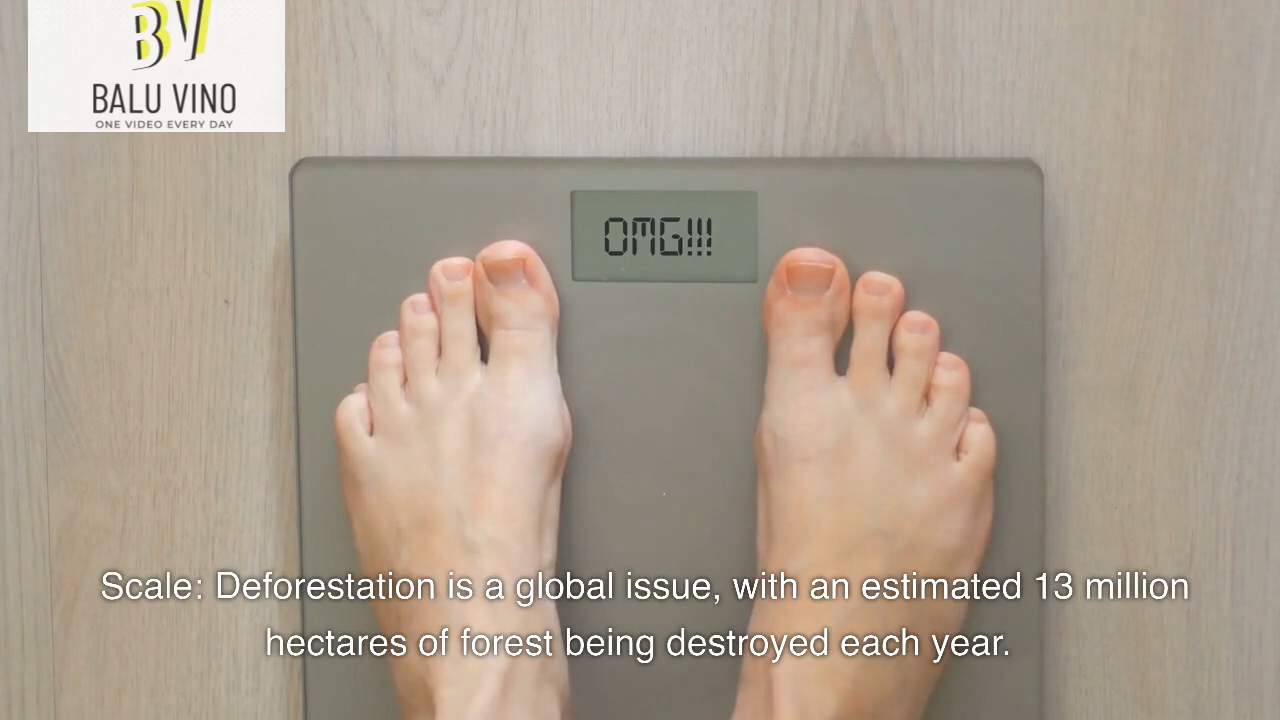 BV
BALU VINO
ONE VIDEO EVERY DAY
OMG!!!
Scale: Deforestation is a global issue, with an estimated 13 million
hectares of forest being destroyed each year.